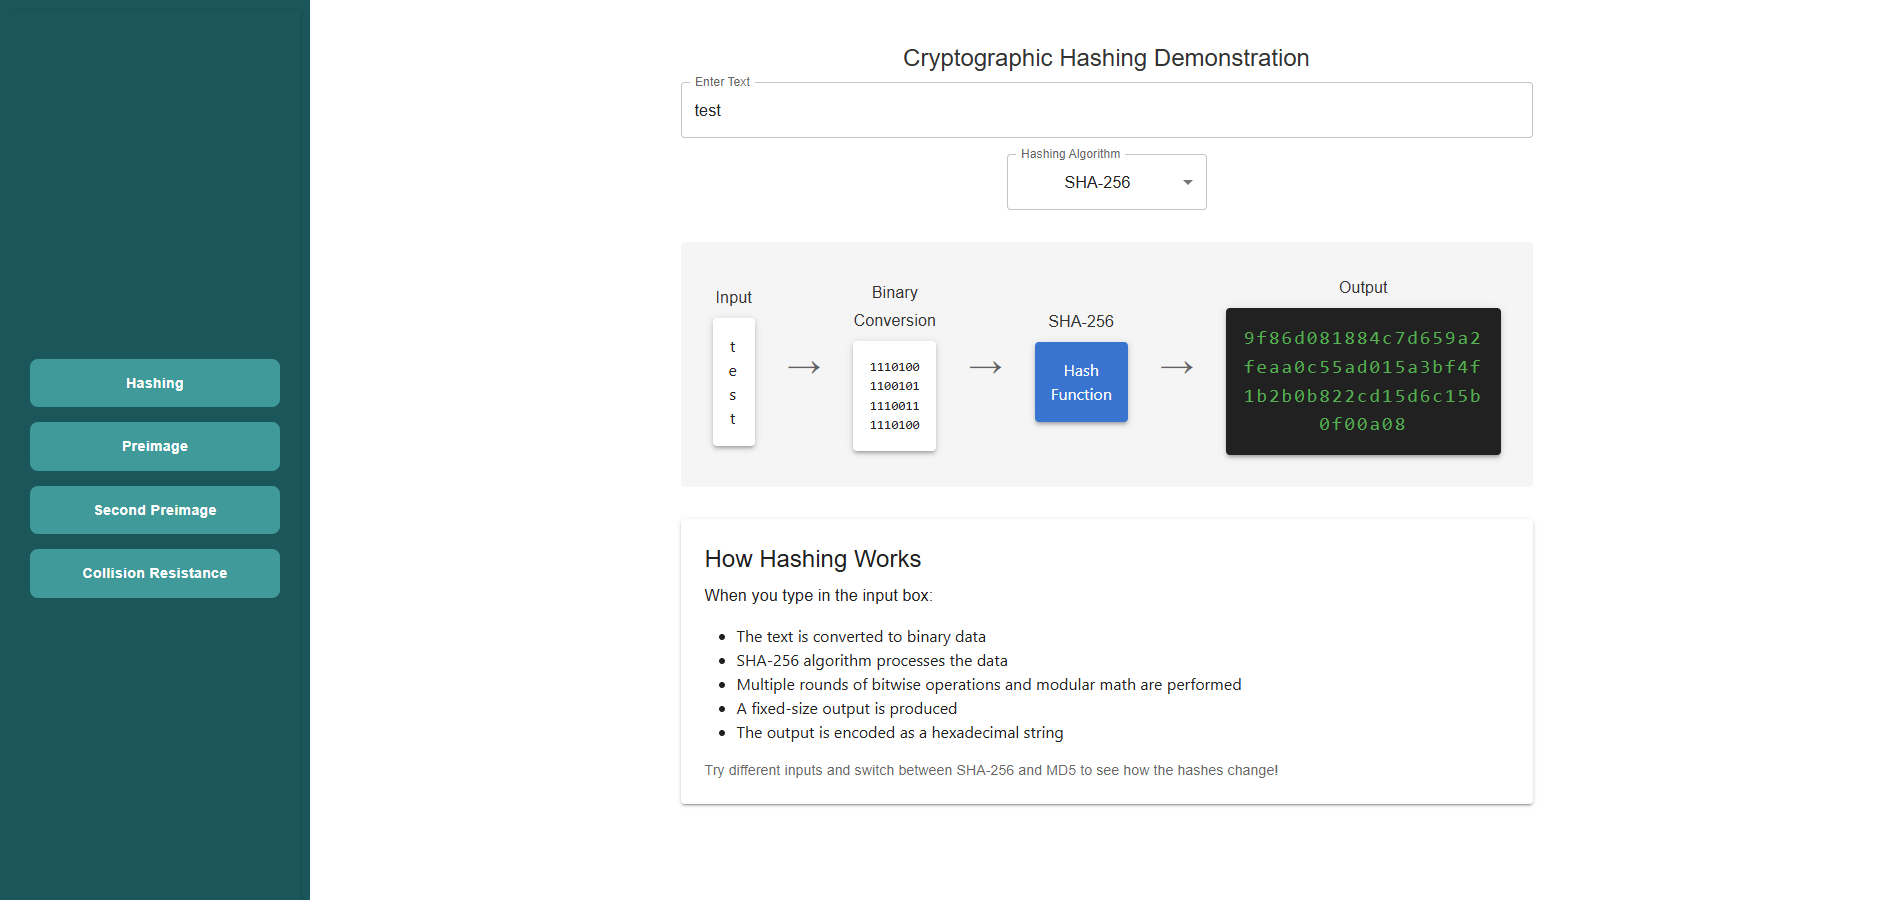 Hashing
Preimage
Second Preimage
Collision Resistance
Cryptographic Hashing Demonstration
Enter Text
test
Hashing Algorithm
SHA-256
Input
t
e
s
t
Binary
Conversion
1110100
1100101
1110011
1110100
SHA-256
Hash
Function
Output
9f86d081884c7d659a2
feaa0c55ad015a3bf4f
1b2b0b822cd15d6c15b
0f00a08
How Hashing Works
When you type in the input box:
The text is converted to binary data
SHA-256 algorithm processes the data
Multiple rounds of bitwise operations and modular math are performed
A fixed-size output is produced
The output is encoded as a hexadecimal string
Try different inputs and switch between SHA-256 and MD5 to see how the hashes change!